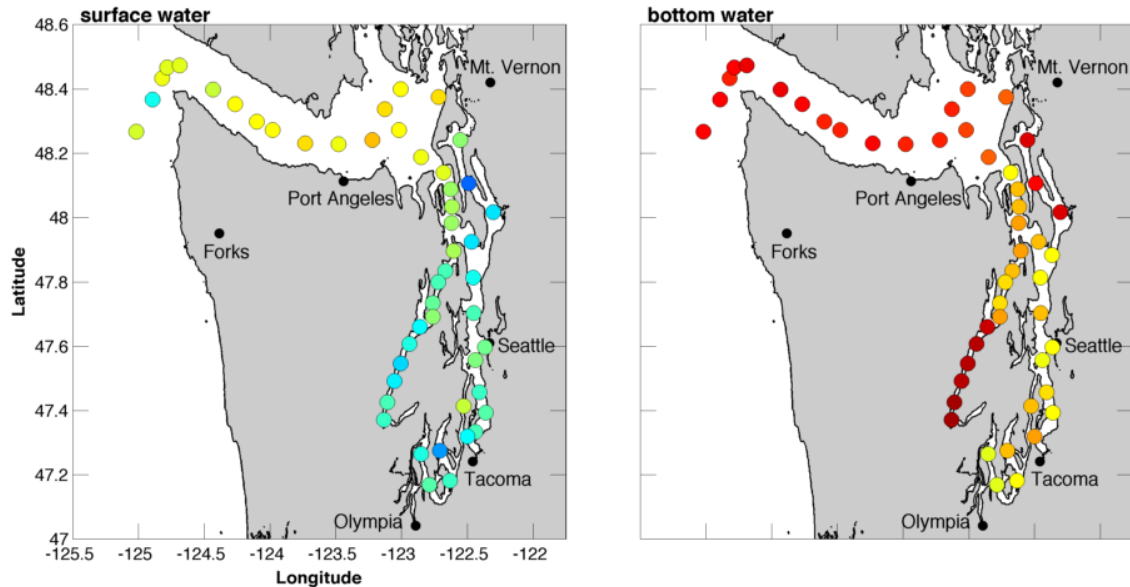 surface water
bottom water
48.6
48.4
48.2
48
47.8
47.6
47.4
47.2
47
Latitude
Mt. Vernon
Port Angeles
Forks
Seattle
Tacoma
Olympia
Mt. Vernon
Port Angeles
Forks
Seattle
Tacoma
Olympia
-125.5
-125
-124.5
-124
-123.5
-123
-122.5
-122
Longitude